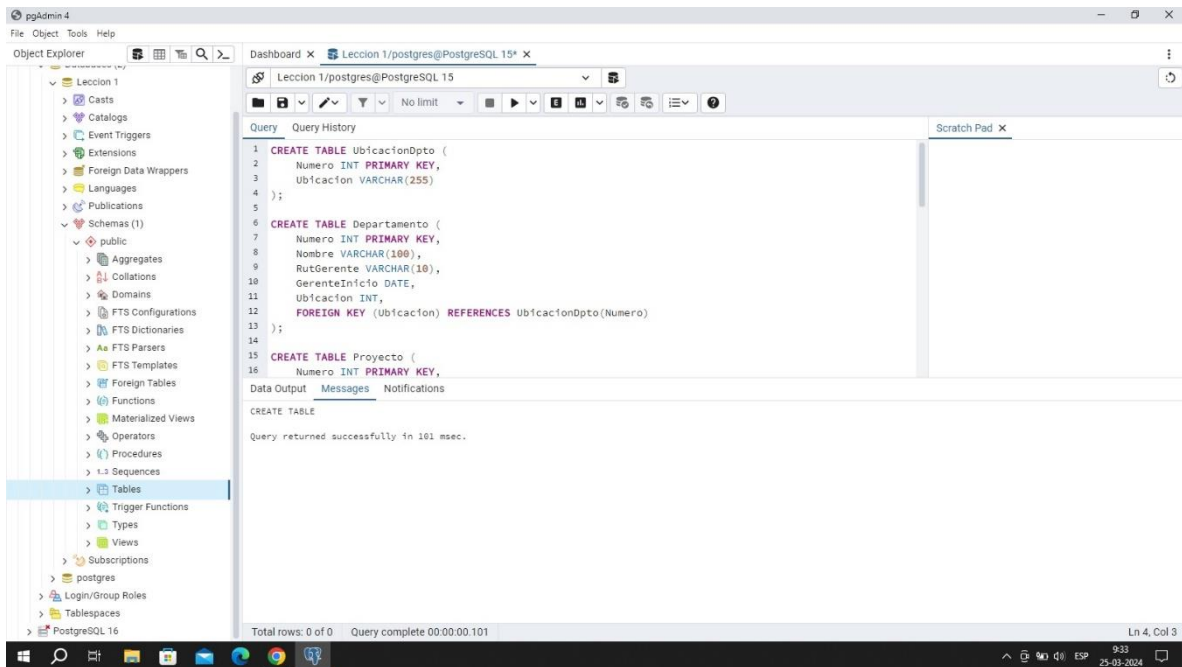 pgAdmin 4
File Object Tools Help
Object Explorer
Dashboard
Leccion 1/postgres@PostgreSQL 15*
Leccion 1/postgres@PostgreSQL 15
No limit
Query Query History
Scratch Pad
Leccion 1
Casts
Catalogs
Event Triggers
Extensions
Foreign Data Wrappers
Languages
Publications
Schemas (1)
public
Aggregates
Collations
Domains
FTS Configurations
FTS Dictionaries
FTS Parsers
FTS Templates
Foreign Tables
Functions
Materialized Views
Operators
Procedures
1..3 Sequences
Tables
Trigger Functions
Types
Views
Subscriptions
postgres
Login/Group Roles
Tablespaces
PostgreSQL 16
1 CREATE TABLE UbicacionDpto (
2 Numero INT PRIMARY KEY,
3 Ubicacion VARCHAR(255)
4 );
5
6 CREATE TABLE Departamento (
7 Numero INT PRIMARY KEY,
8 Nombre VARCHAR(100),
9 RutGerente VARCHAR(10),
10 GerenteInicio DATE,
11 Ubicacion INT,
12 FOREIGN KEY (Ubicacion) REFERENCES UbicacionDpto(Numero)
13 );
14
15 CREATE TABLE Proyecto (
16 Numero INT PRIMARY KEY,
Data Output Messages Notifications
CREATE TABLE
Query returned successfully in 101 msec.
Total rows: 0 of 0 Query complete 00:00:00.101
Ln 4, Col 3
ESP
9:33
25-03-2024